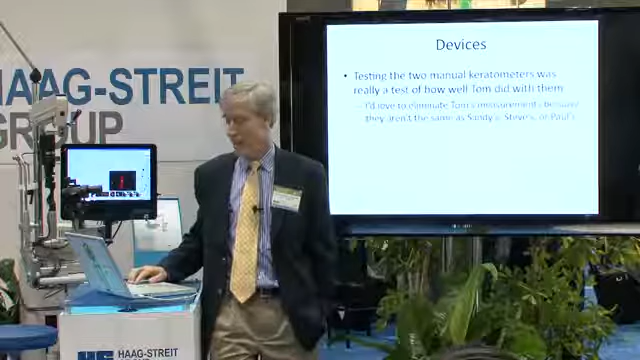 HAAG-STREIT
GROUP
Devices
• Testing the two manual keratometers was
really a test of how well Tom did with them
– I'd love to eliminate Tom's measurements because
they aren't the same as Sandy's, Steve's, or Paul's
HAAG-STREIT